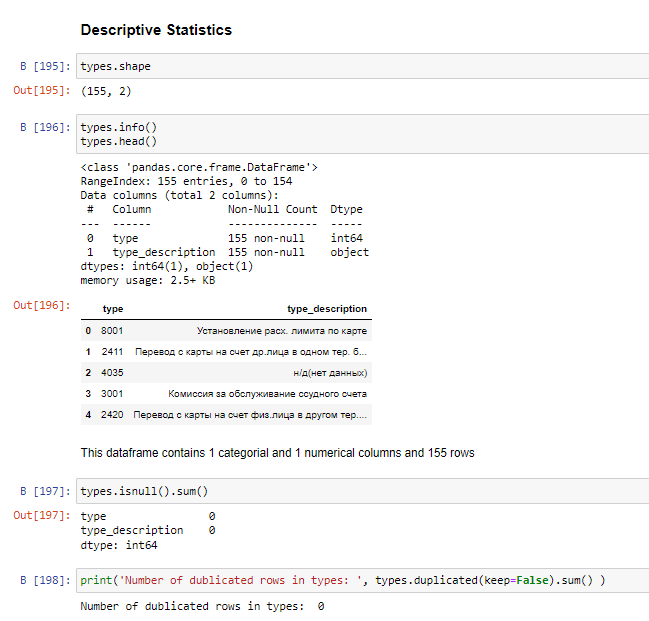 Descriptive Statistics
B [195]: types.shape
Out[195]: (155, 2)
B [196]: types.info()
types.head()
<class 'pandas.core.frame.DataFrame'>
RangeIndex: 155 entries, 0 to 154
Data columns (total 2 columns):
# Column Non-Null Count Dtype
--- ------ -------------- -----
0 type 155 non-null int64
1 type_description 155 non-null object
dtypes: int64(1), object(1)
memory usage: 2.5+ KB
Out[196]:
type type_description
0 8001 Установление расх. лимита по карте
1 2411 Перевод с карты на счет др.лица в одном тер. б...
2 4035 н/д(нет данных)
3 3001 Комиссия за обслуживание ссудного счета
4 2420 Перевод с карты на счет физ.лица в другом тер....
This dataframe contains 1 categorial and 1 numerical columns and 155 rows
B [197]: types.isnull().sum()
Out[197]: type 0
type_description 0
dtype: int64
B [198]: print('Number of dublicated rows in types: ', types.duplicated(keep=False).sum() )
Number of dublicated rows in types:  0